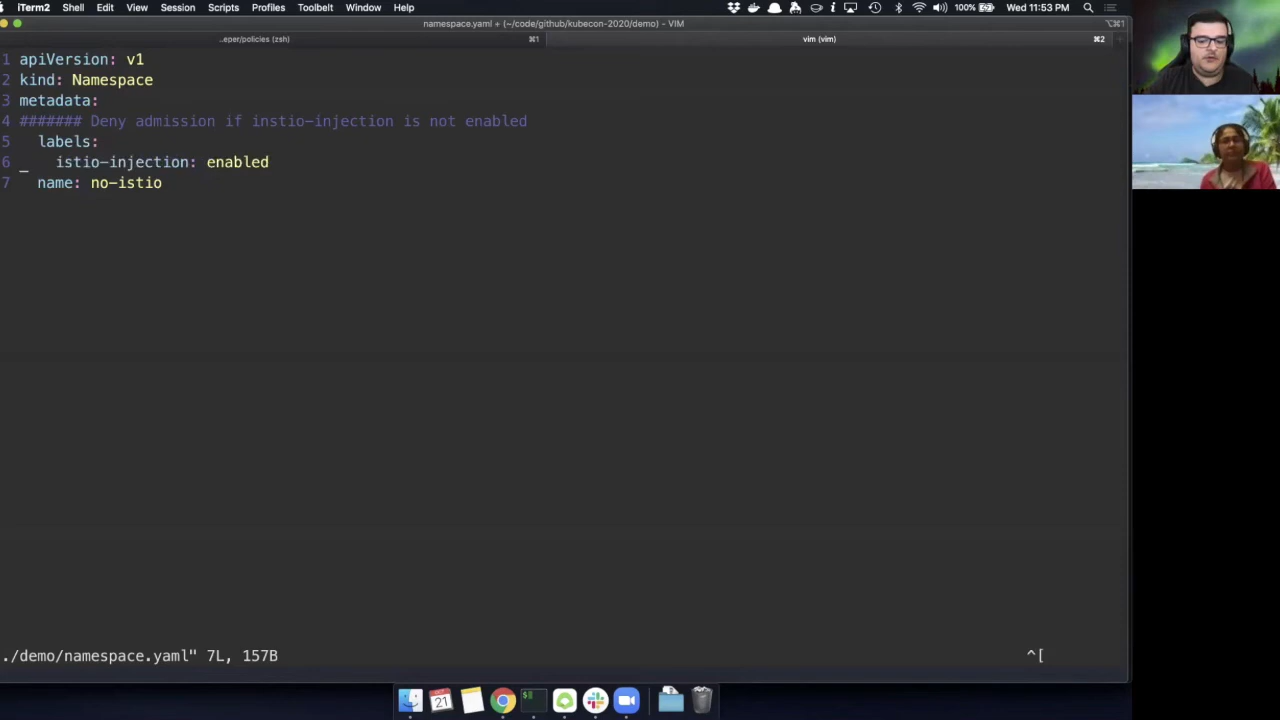 iTerm2 Shell Edit View Session Scripts Profiles Toolbelt Window Help 100% Wed 11:53 PM
namespace.yaml + (~/code/github/kubecon-2020/demo) - VIM ⌥⌘1
..eper/policies (zsh) ⌘1 vim (vim) ⌘2
1 apiVersion: v1
2 kind: Namespace
3 metadata:
4 ####### Deny admission if instio-injection is not enabled
5 labels:
6 istio-injection: enabled
7 name: no-istio
./demo/namespace.yaml" 7L, 157B ^[
21